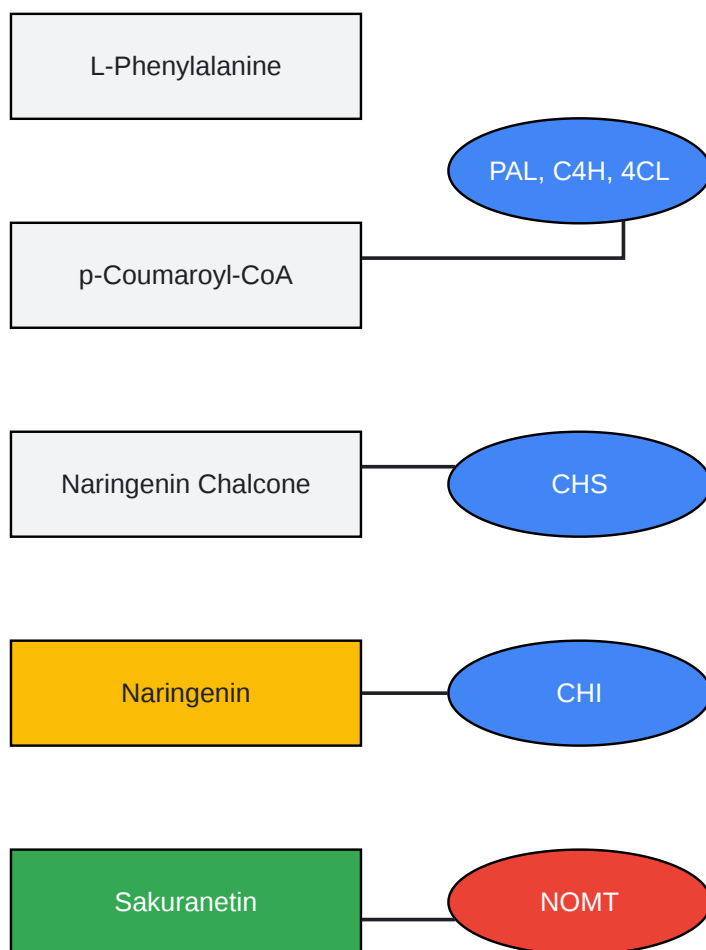 L-Phenylalanine
PAL, C4H, 4CL
p-Coumaroyl-CoA
Naringenin Chalcone
CHS
Naringenin
CHI
Sakuranetin
NOMT